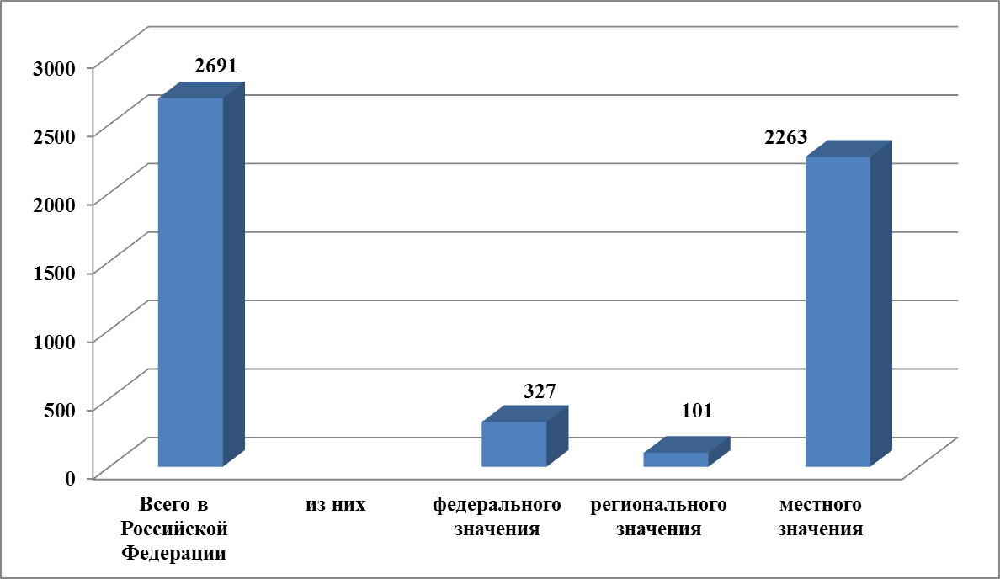 3000
2500
2000
1500
1000
500
0
2691
327
101
2263
Всего в
Российской
Федерации
из них
федерального
значения
регионального
значения
местного
значения